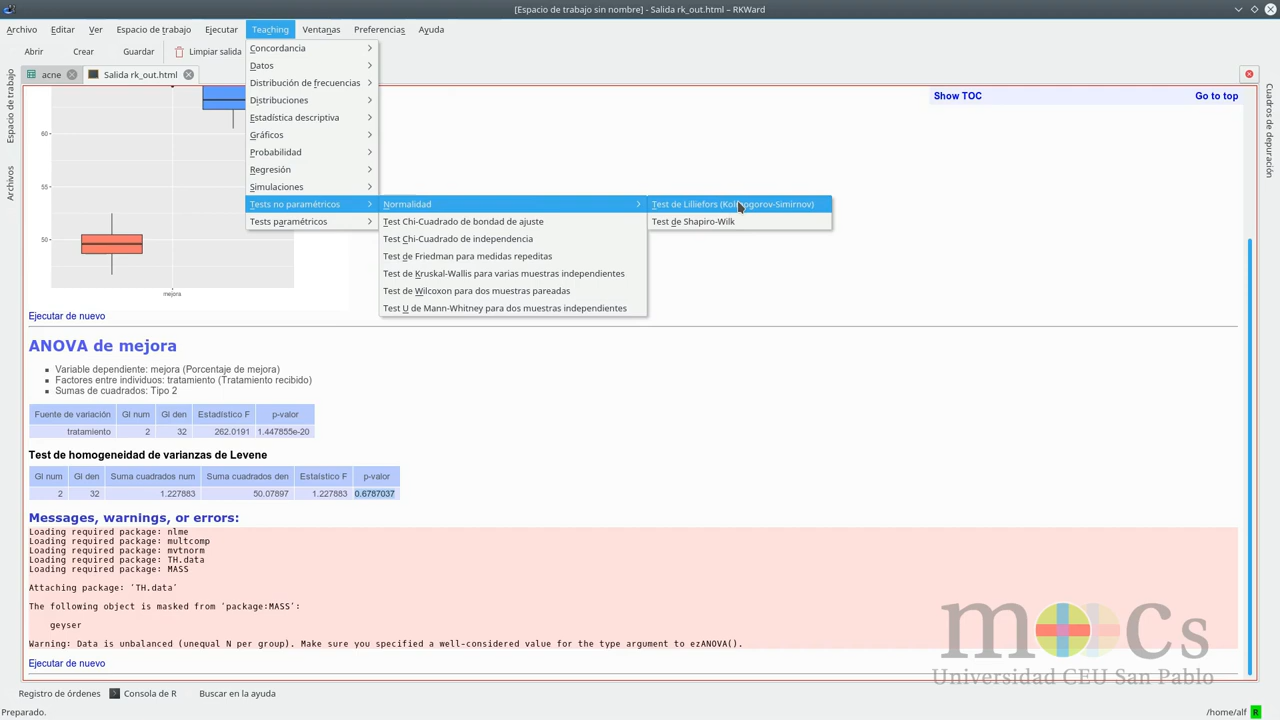 [Espacio de trabajo sin nombre] – Salida rk_out.html – RKWard
Archivo Editar Ver Espacio de trabajo Ejecutar Teaching Ventanas Preferencias Ayuda
Abrir Crear Guardar Limpiar salida
acne Salida rk_out.html
Espacio de trabajo
Archivos
Cuadros de depuración
Show TOC Go to top
Concordancia
Datos
Distribución de frecuencias
Distribuciones
Estadística descriptiva
Gráficos
Probabilidad
Regresión
Simulaciones
Tests no paramétricos
Tests paramétricos
Normalidad
Test Chi-Cuadrado de bondad de ajuste
Test Chi-Cuadrado de independencia
Test de Friedman para medidas repeditas
Test de Kruskal-Wallis para varias muestras independientes
Test de Wilcoxon para dos muestras pareadas
Test U de Mann-Whitney para dos muestras independientes
Test de Lilliefors (Kolmogorov-Simirnov)
Test de Shapiro-Wilk
60
55
50
mejora
Ejecutar de nuevo
ANOVA de mejora
Variable dependiente: mejora (Porcentaje de mejora)
Factores entre individuos: tratamiento (Tratamiento recibido)
Sumas de cuadrados: Tipo 2
Fuente de variación Gl num Gl den Estadístico F p-valor
tratamiento 2 32 262.0191 1.447855e-20
Test de homogeneidad de varianzas de Levene
Gl num Gl den Suma cuadrados num Suma cuadrados den Estaístico F p-valor
2 32 1.227883 50.07897 1.227883 0.6787037
Messages, warnings, or errors:
Loading required package: nlme
Loading required package: multcomp
Loading required package: mvtnorm
Loading required package: TH.data
Loading required package: MASS
Attaching package: 'TH.data'
The following object is masked from 'package:MASS':
geyser
Warning: Data is unbalanced (unequal N per group). Make sure you specified a well-considered value for the type argument to ezANOVA().
Ejecutar de nuevo
mOOCs
Universidad CEU San Pablo
Registro de órdenes Consola de R Buscar en la ayuda
Preparado. /home/alf R